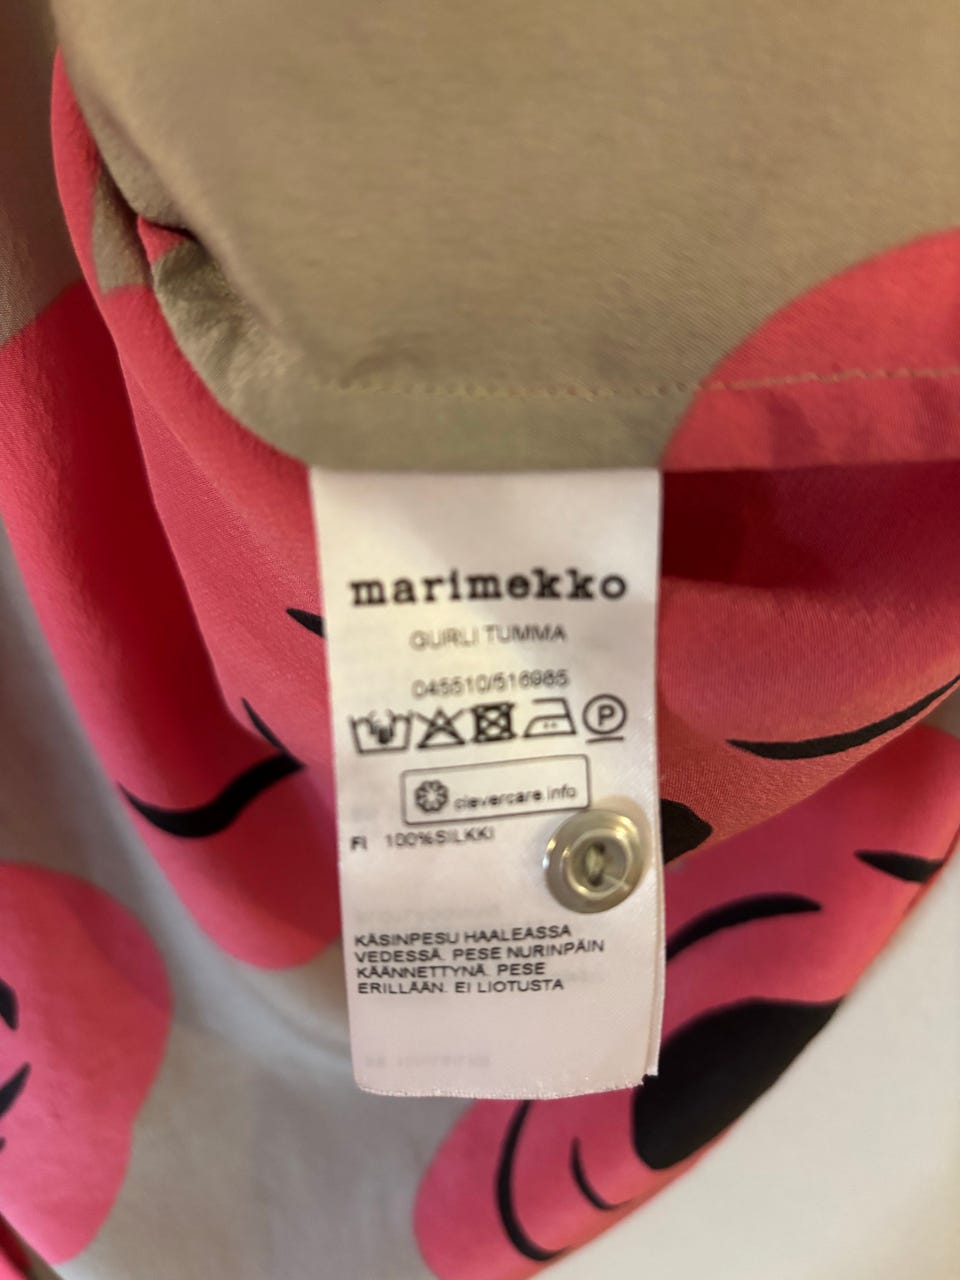 marimekko
GURLI TUMMA
045510/516985
P
clevercare.info
FI 100%SILKKI
KÄSINPESU HAALEASSA
VEDESSÄ. PESE NURINPÄIN
KÄÄNNETTYNÄ. PESE
ERILLÄÄN. EI LIOTUSTA